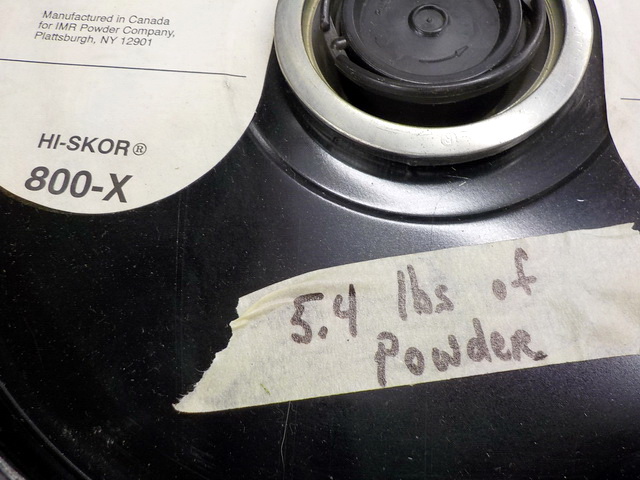 Manufactured in Canada
for IMR Powder Company,
Plattsburgh, NY 12901
HI-SKOR®
800-X
5.4 lbs of
Powder